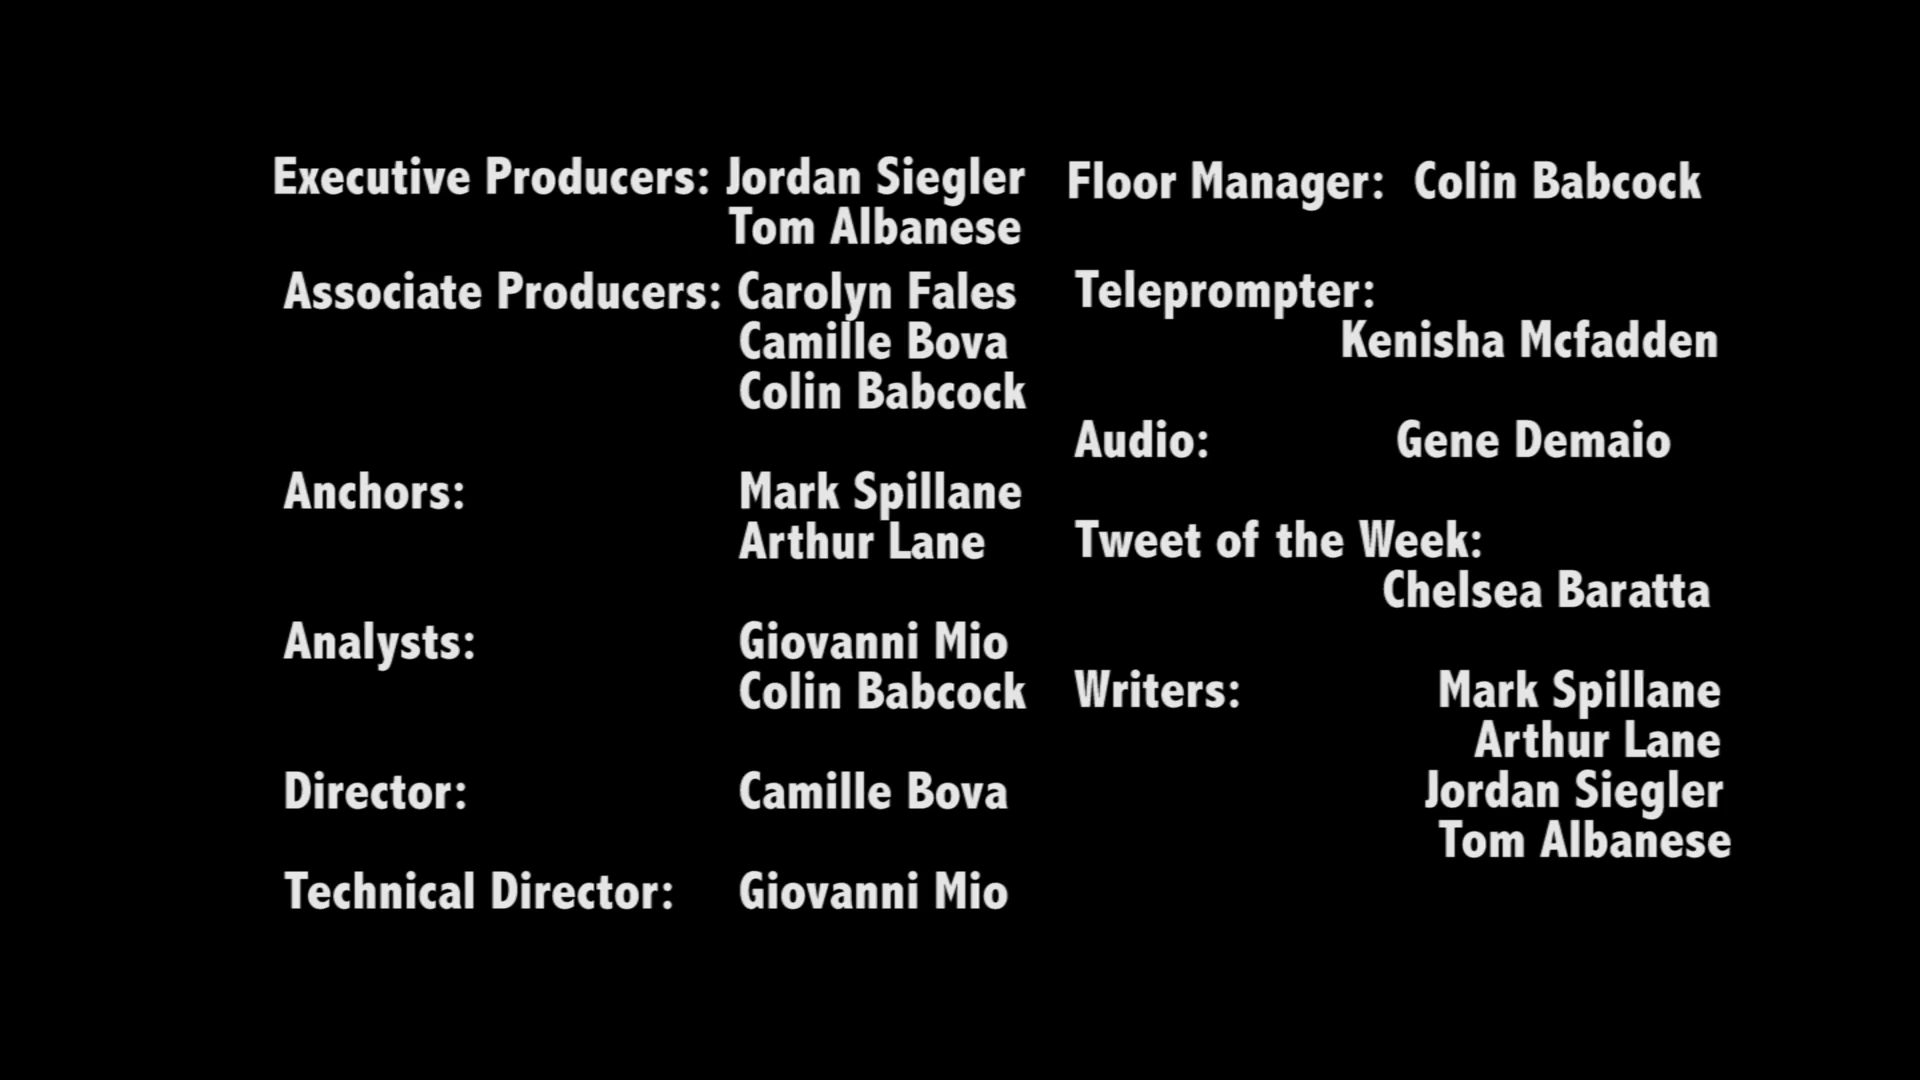 Executive Producers: Jordan Siegler
Tom Albanese
Associate Producers: Carolyn Fales
Camille Bova
Colin Babcock
Anchors: Mark Spillane
Arthur Lane
Analysts: Giovanni Mio
Colin Babcock
Director: Camille Bova
Technical Director: Giovanni Mio
Floor Manager: Colin Babcock
Teleprompter:
Kenisha Mcfadden
Audio: Gene Demaio
Tweet of the Week:
Chelsea Baratta
Writers: Mark Spillane
Arthur Lane
Jordan Siegler
Tom Albanese